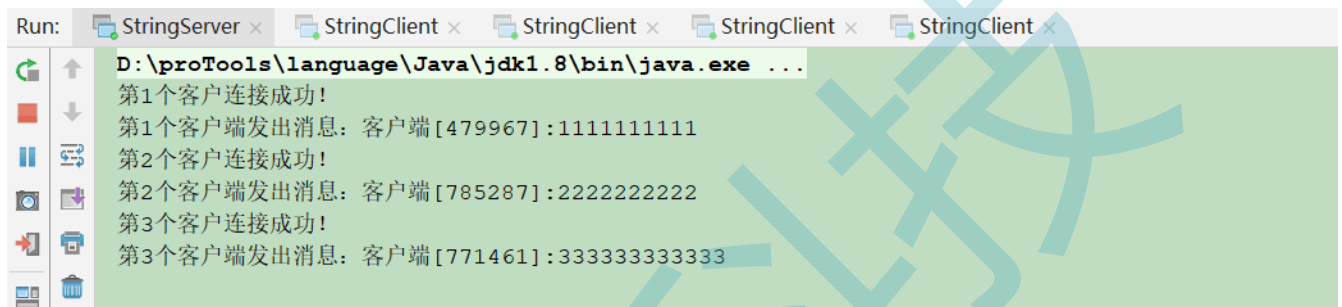 Run: StringServer × StringClient × StringClient × StringClient × StringClient ×
D:\proTools\language\Java\jdk1.8\bin\java.exe ...
第1个客户连接成功!
第1个客户端发出消息：客户端[479967]:1111111111
第2个客户连接成功!
第2个客户端发出消息：客户端[785287]:2222222222
第3个客户连接成功!
第3个客户端发出消息：客户端[771461]:333333333333